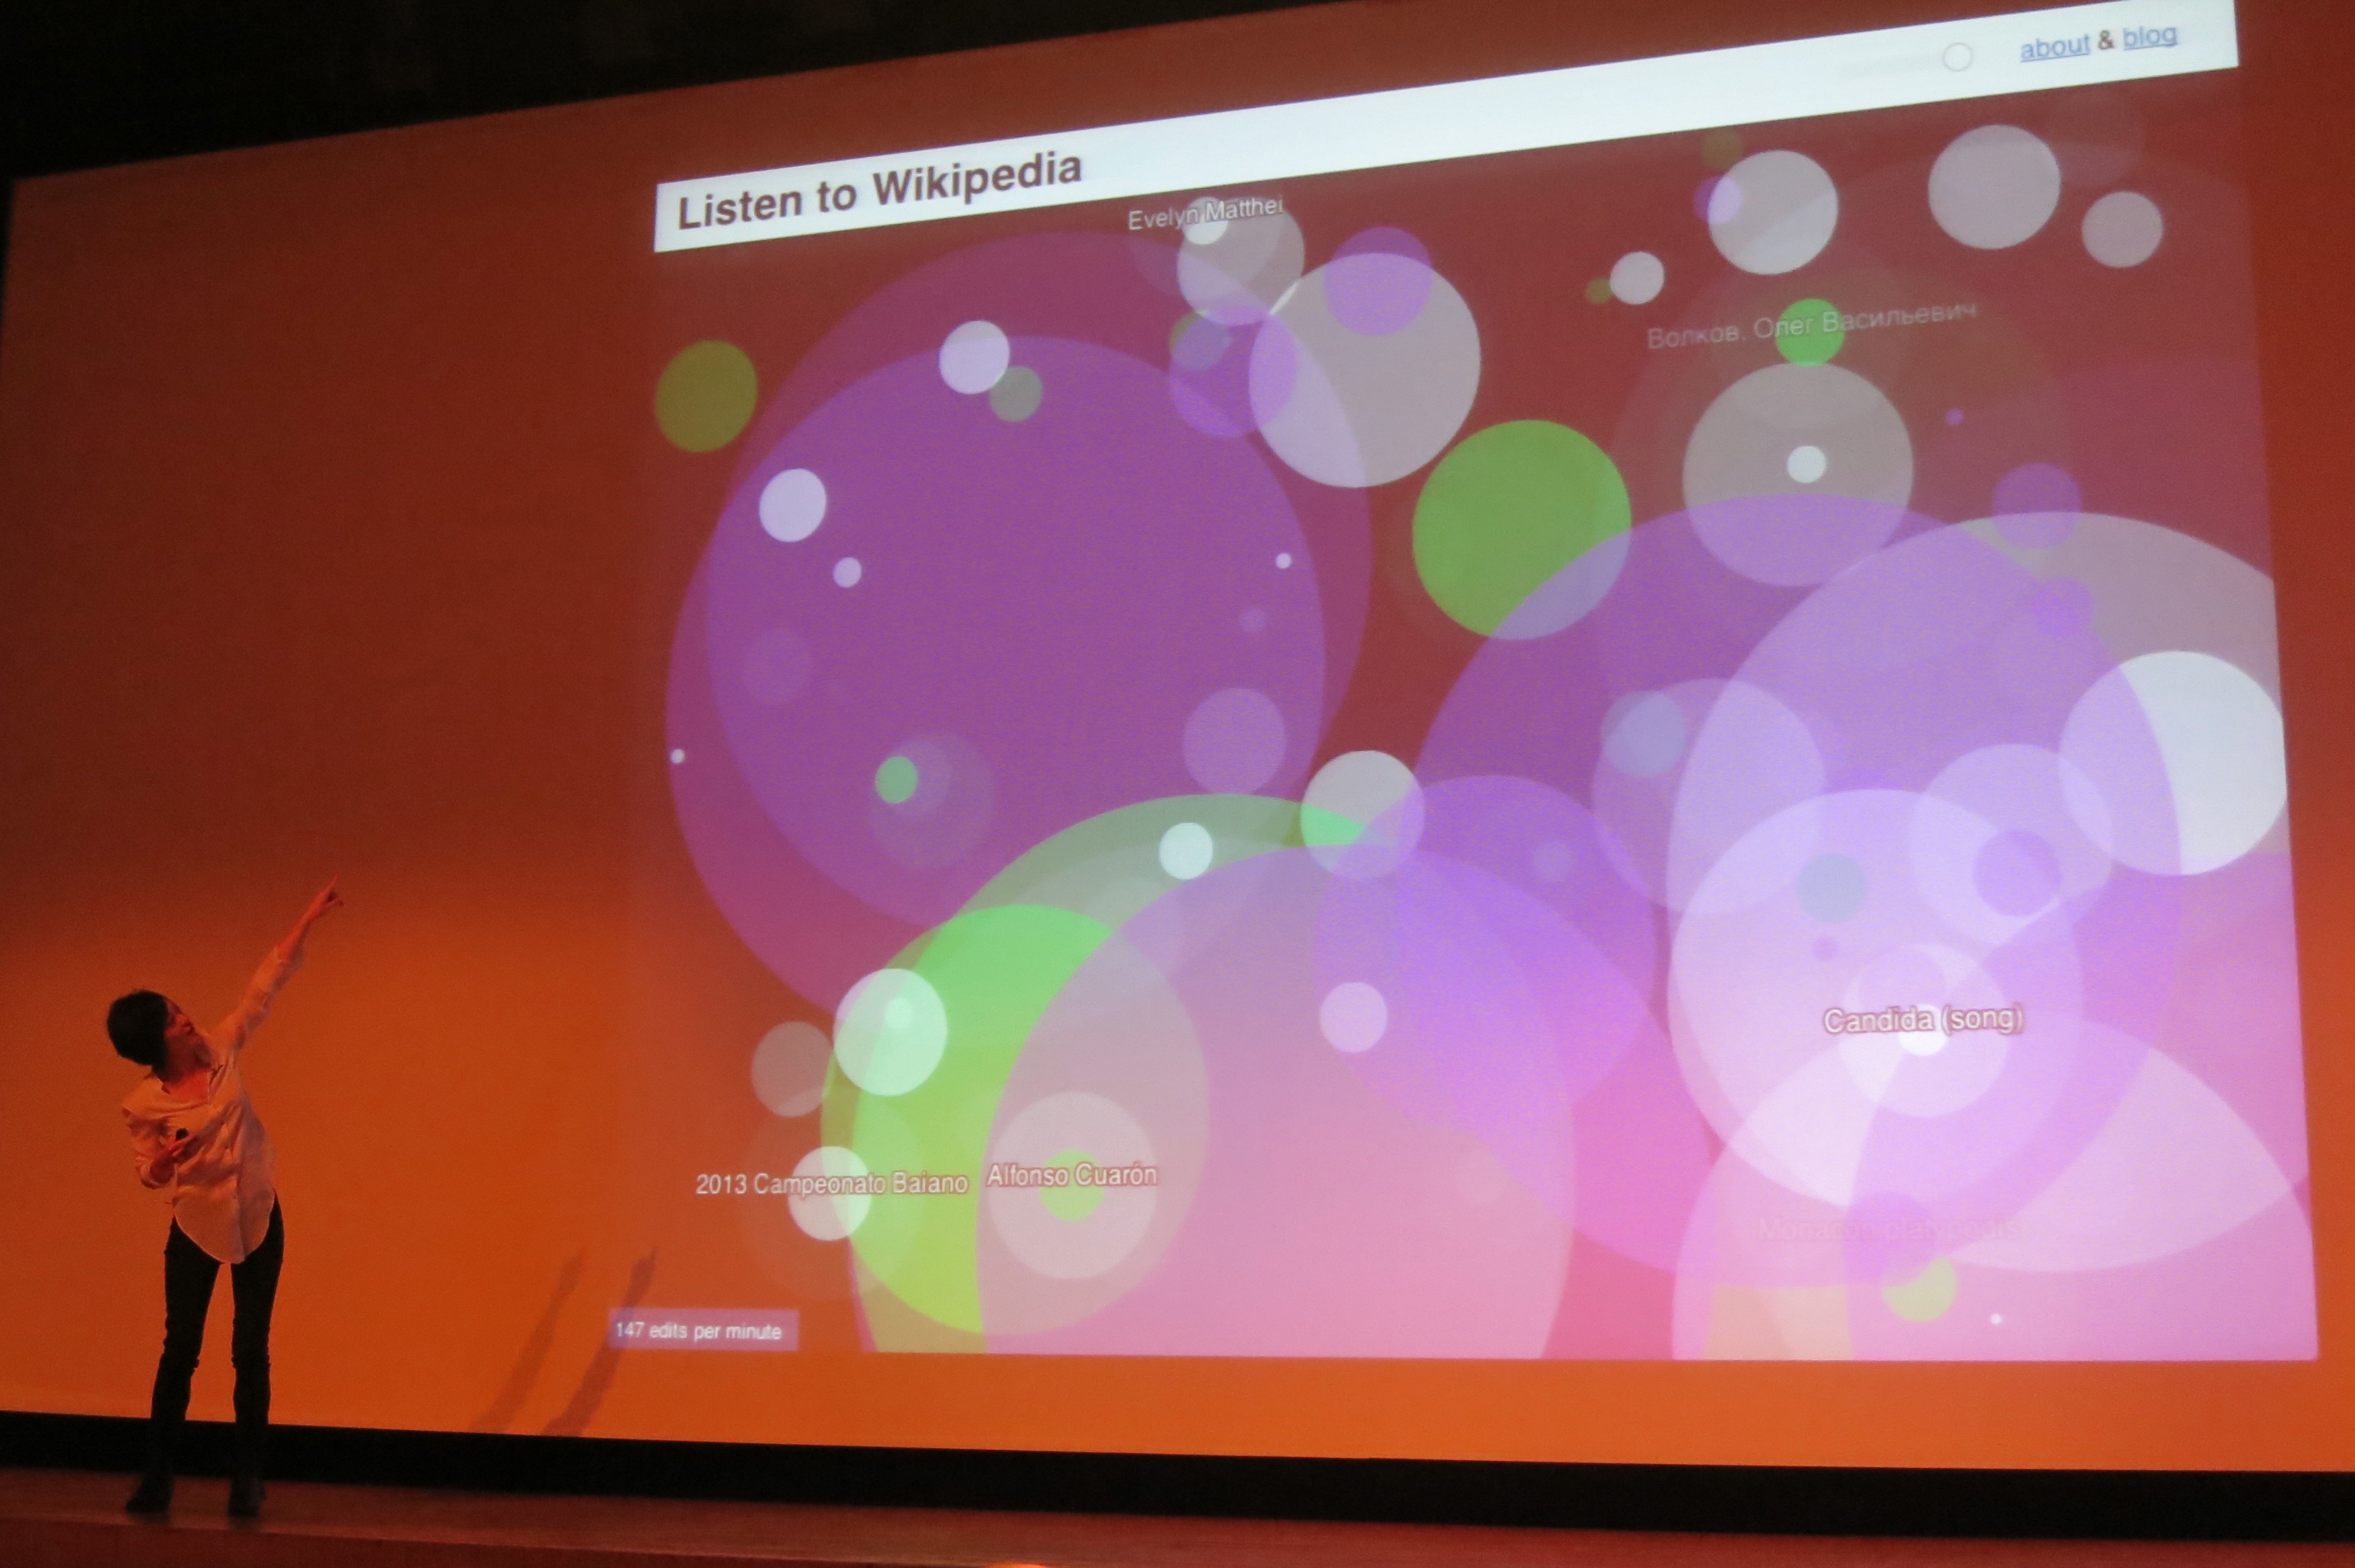 about & blog
Listen to Wikipedia
Evelyn Matthei
Волков, Олег Васильевич
Candida (song)
2013 Campeonato Baiano
Alfonso Cuarón
147 edits per minute